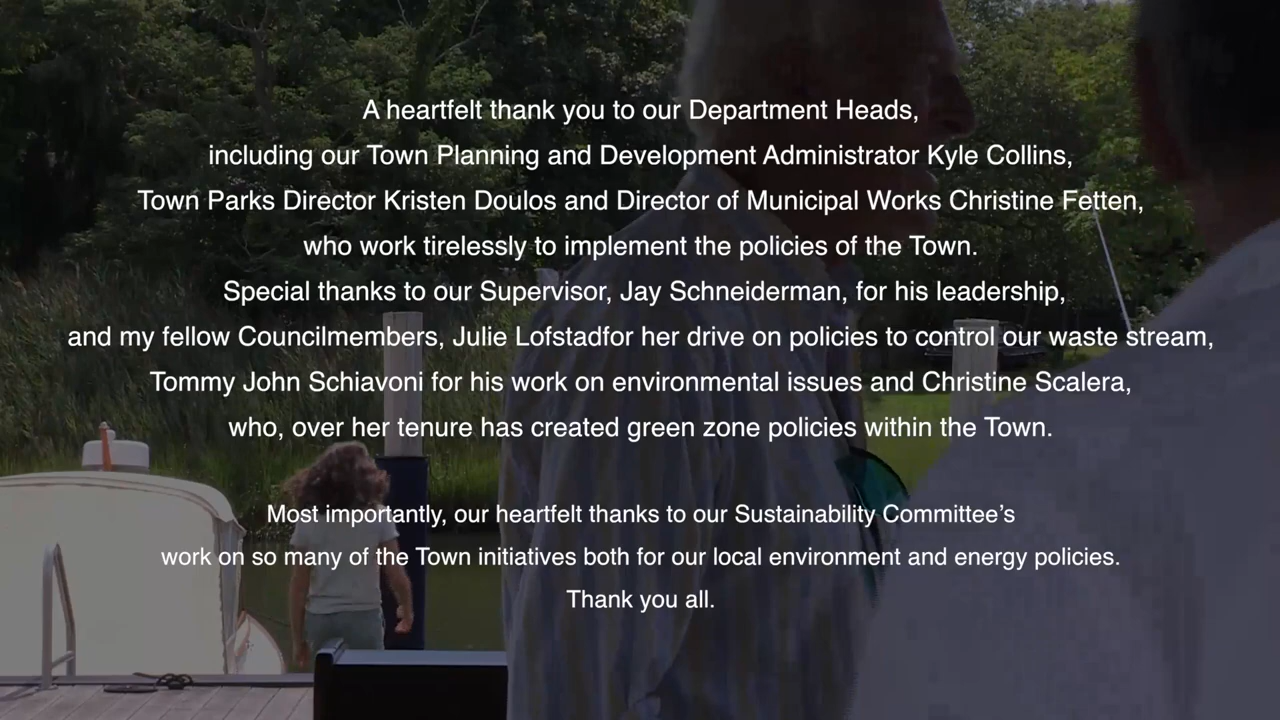 A heartfelt thank you to our Department Heads,
including our Town Planning and Development Administrator Kyle Collins,
Town Parks Director Kristen Doulos and Director of Municipal Works Christine Fetten,
who work tirelessly to implement the policies of the Town.
Special thanks to our Supervisor, Jay Schneiderman, for his leadership,
and my fellow Councilmembers, Julie Lofstadfor her drive on policies to control our waste stream,
Tommy John Schiavoni for his work on environmental issues and Christine Scalera,
who, over her tenure has created green zone policies within the Town.
Most importantly, our heartfelt thanks to our Sustainability Committee’s
work on so many of the Town initiatives both for our local environment and energy policies.
Thank you all.